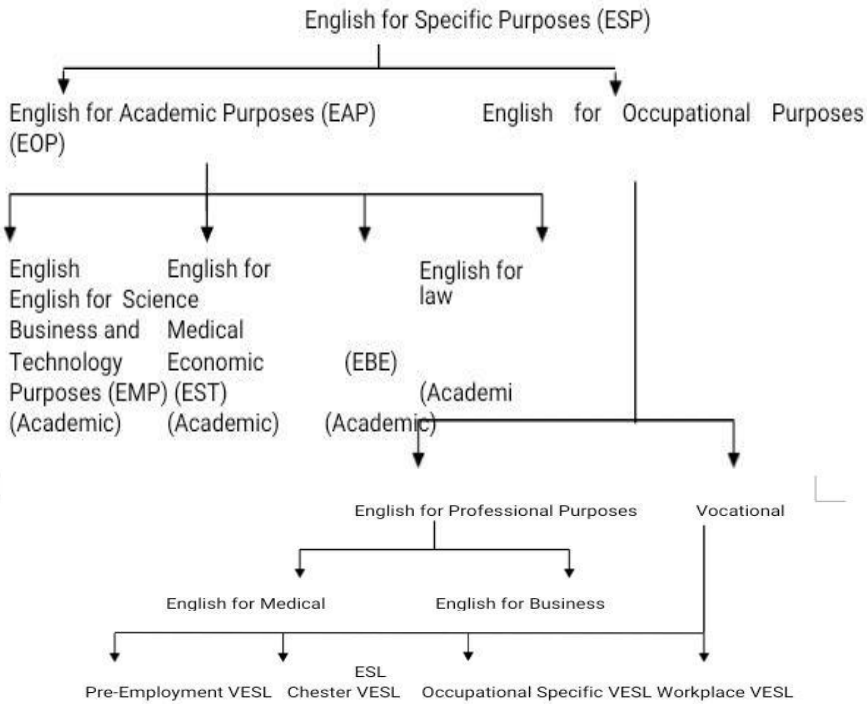 English for Specific Purposes (ESP)
English for Academic Purposes (EAP) English for Occupational Purposes
(EOP)
English English for English for
English for Science law
Business and Medical
Technology Economic (EBE)
Purposes (EMP) (EST) (Academi
(Academic) (Academic) (Academic)
English for Professional Purposes Vocational
English for Medical English for Business
ESL
Pre-Employment VESL Chester VESL Occupational Specific VESL Workplace VESL